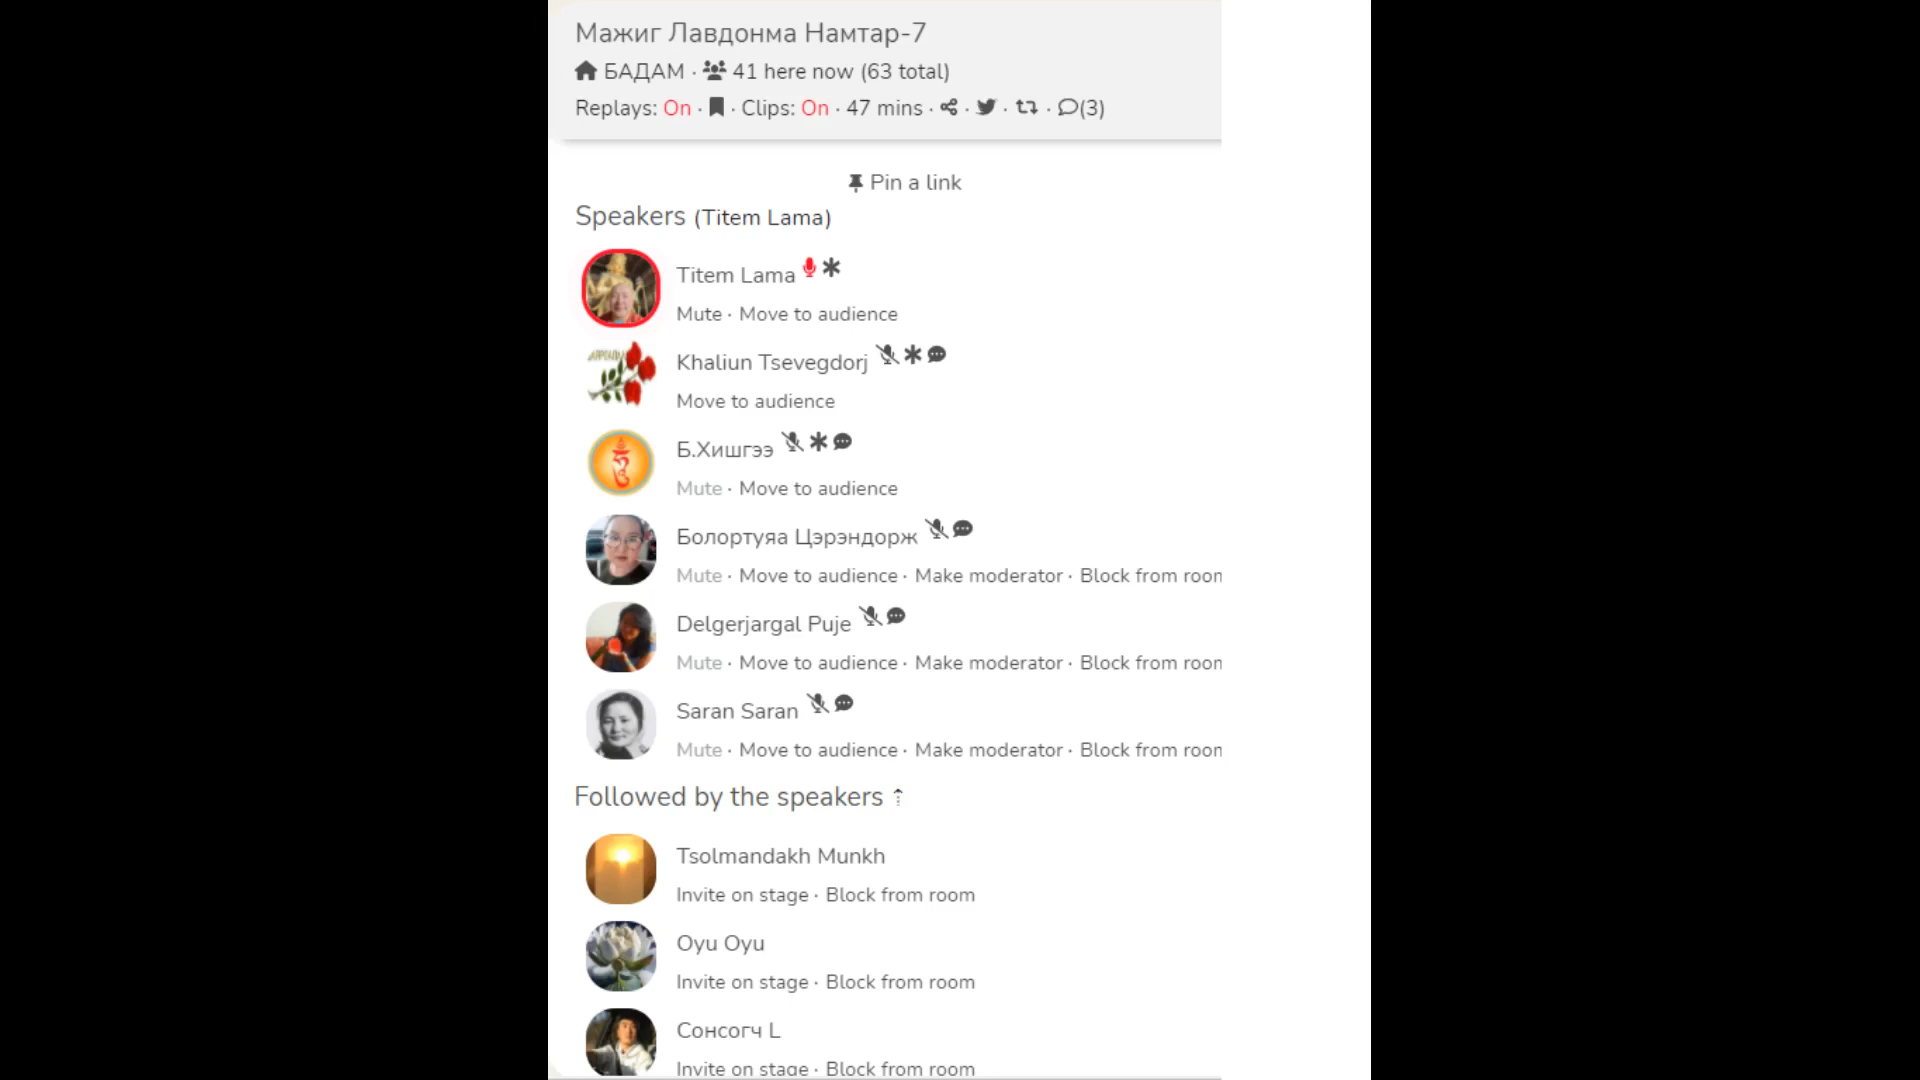 Мажиг Лавдонма Намтар-7
БАДАМ · 41 here now (63 total)
Replays: On · · Clips: On · 47 mins · · · · (3)
Pin a link
Speakers (Titem Lama)
Titem Lama
Mute · Move to audience
Khaliun Tsevegdorj
Move to audience
Б.Хишгээ
Mute · Move to audience
Болортуяа Цэрэндорж
Mute · Move to audience · Make moderator · Block from room
Delgerjargal Puje
Mute · Move to audience · Make moderator · Block from room
Saran Saran
Mute · Move to audience · Make moderator · Block from room
Followed by the speakers
Tsolmandakh Munkh
Invite on stage · Block from room
Oyu Oyu
Invite on stage · Block from room
Сонсогч L
Invite on stage · Block from room